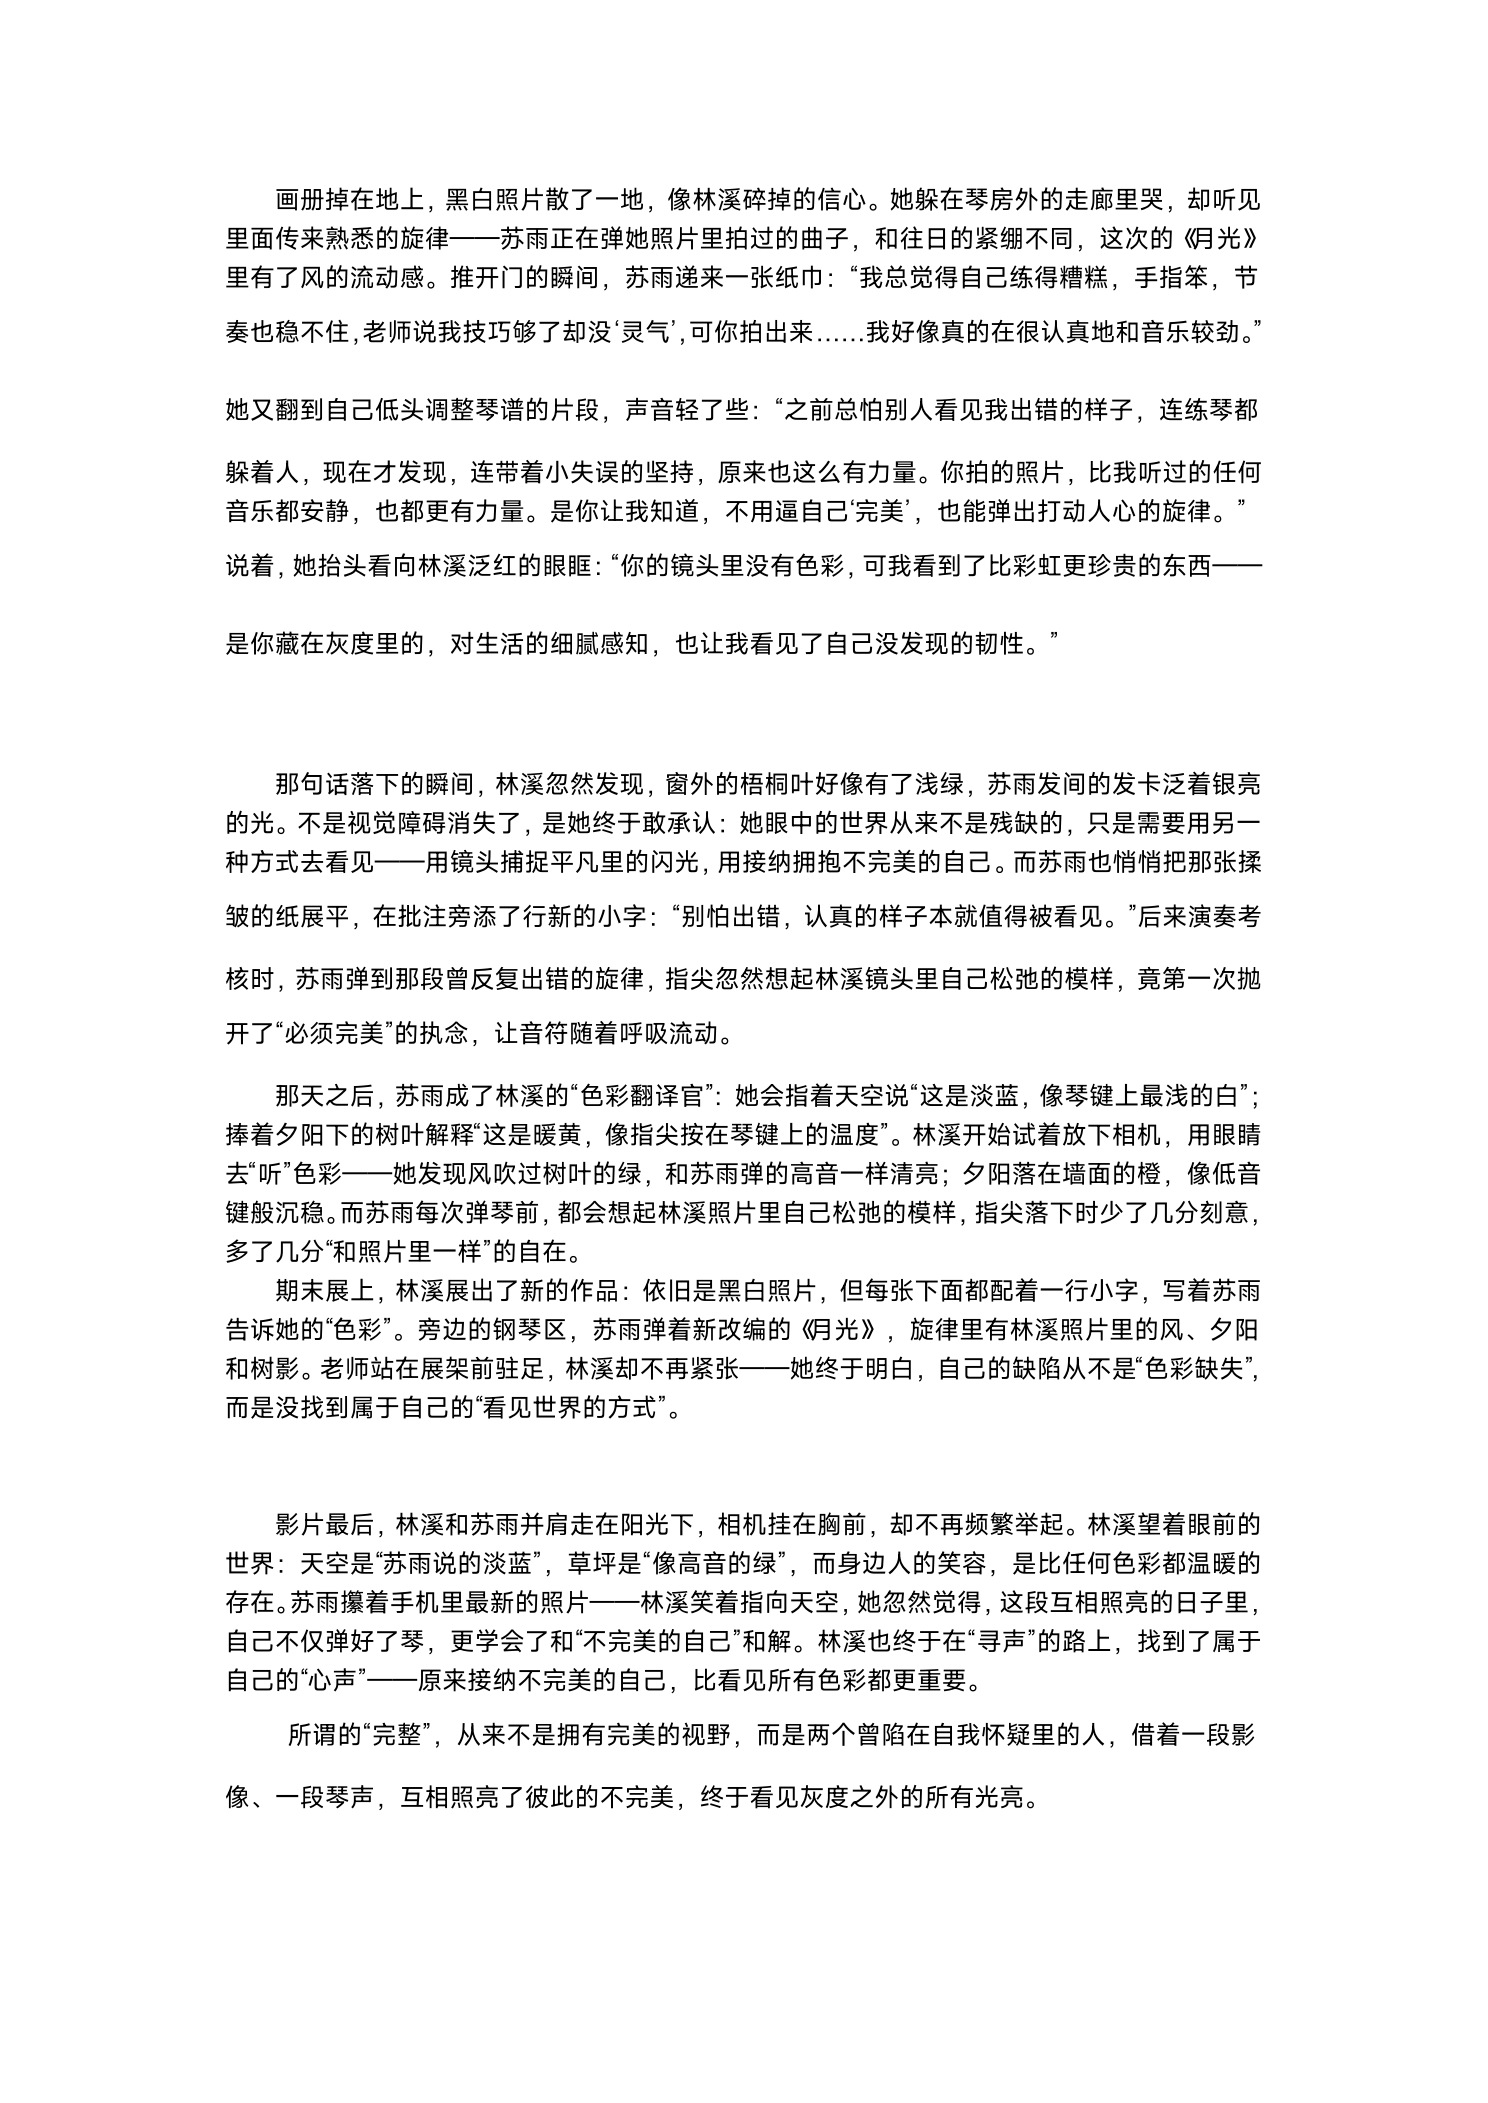 画册掉在地上，黑白照片散了一地，像林溪碎掉的信心。她躲在琴房外的走廊里哭，却听见
里面传来熟悉的旋律——苏雨正在弹她照片里拍过的曲子，和往日的紧绷不同，这次的《月光》
里有了风的流动感。推开门的瞬间，苏雨递来一张纸巾：“我总觉得自己练得糟糕，手指笨，节
奏也稳不住，老师说我技巧够了却没‘灵气’，可你拍出来……我好像真的在很认真地和音乐较劲。”
她又翻到自己低头调整琴谱的片段，声音轻了些：“之前总怕别人看见我出错的样子，连练琴都
躲着人，现在才发现，连带着小失误的坚持，原来也这么有力量。你拍的照片，比我听过的任何
音乐都安静，也都更有力量。是你让我知道，不用逼自己‘完美’，也能弹出打动人心的旋律。”
说着，她抬头看向林溪泛红的眼眶：“你的镜头里没有色彩，可我看到了比彩虹更珍贵的东西——
是你藏在灰度里的，对生活的细腻感知，也让我看见了自己没发现的韧性。”
那句话落下的瞬间，林溪忽然发现，窗外的梧桐叶好像有了浅绿，苏雨发间的发卡泛着银亮
的光。不是视觉障碍消失了，是她终于敢承认：她眼中的世界从来不是残缺的，只是需要用另一
种方式去看见——用镜头捕捉平凡里的闪光，用接纳拥抱不完美的自己。而苏雨也悄悄把那张揉
皱的纸展平，在批注旁添了行新的小字：“别怕出错，认真的样子本就值得被看见。”后来演奏考
核时，苏雨弹到那段曾反复出错的旋律，指尖忽然想起林溪镜头里自己松弛的模样，竟第一次抛
开了“必须完美”的执念，让音符随着呼吸流动。
那天之后，苏雨成了林溪的“色彩翻译官”：她会指着天空说“这是淡蓝，像琴键上最浅的白”；
捧着夕阳下的树叶解释“这是暖黄，像指尖按在琴键上的温度”。林溪开始试着放下相机，用眼睛
去“听”色彩——她发现风吹过树叶的绿，和苏雨弹的高音一样清亮；夕阳落在墙面的橙，像低音
键般沉稳。而苏雨每次弹琴前，都会想起林溪照片里自己松弛的模样，指尖落下时少了几分刻意，
多了几分“和照片里一样”的自在。
期末展上，林溪展出了新的作品：依旧是黑白照片，但每张下面都配着一行小字，写着苏雨
告诉她的“色彩”。旁边的钢琴区，苏雨弹着新改编的《月光》，旋律里有林溪照片里的风、夕阳
和树影。老师站在展架前驻足，林溪却不再紧张——她终于明白，自己的缺陷从不是“色彩缺失”，
而是没找到属于自己的“看见世界的方式”。
影片最后，林溪和苏雨并肩走在阳光下，相机挂在胸前，却不再频繁举起。林溪望着眼前的
世界：天空是“苏雨说的淡蓝”，草坪是“像高音的绿”，而身边人的笑容，是比任何色彩都温暖的
存在。苏雨攥着手机里最新的照片——林溪笑着指向天空，她忽然觉得，这段互相照亮的日子里，
自己不仅弹好了琴，更学会了和“不完美的自己”和解。林溪也终于在“寻声”的路上，找到了属于
自己的“心声”——原来接纳不完美的自己，比看见所有色彩都更重要。
所谓的“完整”，从来不是拥有完美的视野，而是两个曾陷在自我怀疑里的人，借着一段影
像、一段琴声，互相照亮了彼此的不完美，终于看见灰度之外的所有光亮。